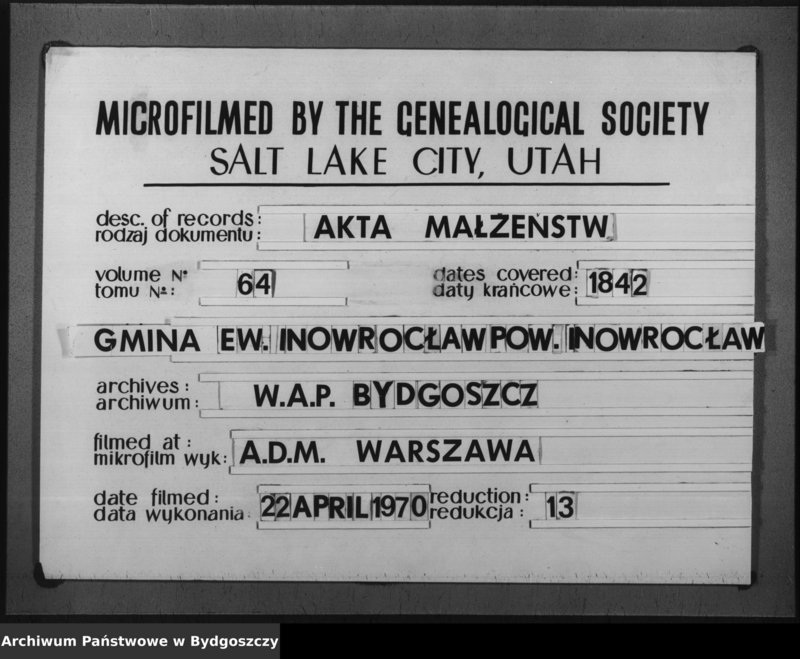 MICROFILMED BY THE GENEALOGICAL SOCIETY
SALT LAKE CITY, UTAH
desc. of records: AKTA MAŁŻEŃSTW
rodzaj dokumentu:
volume Nº 64 dates covered: 1842
tomu Nº: daty krańcowe:
GMINA EW. INOWROCŁAW POW. INOWROCŁAW
archives: W.A.P. BYDGOSZCZ
archiwum:
filmed at: A.D.M. WARSZAWA
mikrofilm wyk:
date filmed: 22 APRIL 1970 reduction: 13
data wykonania: redukcja:
Archiwum Państwowe w Bydgoszczy